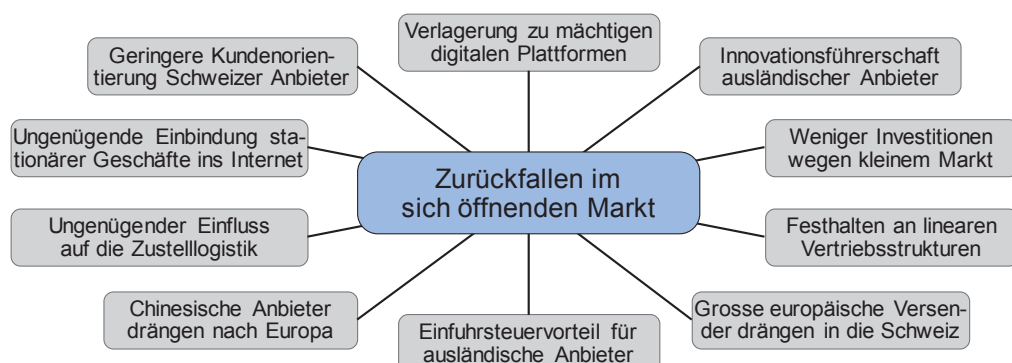 Verlagerung zu mächtigen
digitalen Plattformen
Geringere Kundenorien-
tierung Schweizer Anbieter
Innovationsführerschaft
ausländischer Anbieter
Ungenügende Einbindung sta-
tionärer Geschäfte ins Internet
Weniger Investitionen
wegen kleinem Markt
Zurückfallen im
sich öffnenden Markt
Ungenügender Einfluss
auf die Zustelllogistik
Festhalten an linearen
Vertriebsstrukturen
Chinesische Anbieter
drängen nach Europa
Grosse europäische Versen-
der drängen in die Schweiz
Einfuhrsteuervorteil für
ausländische Anbieter